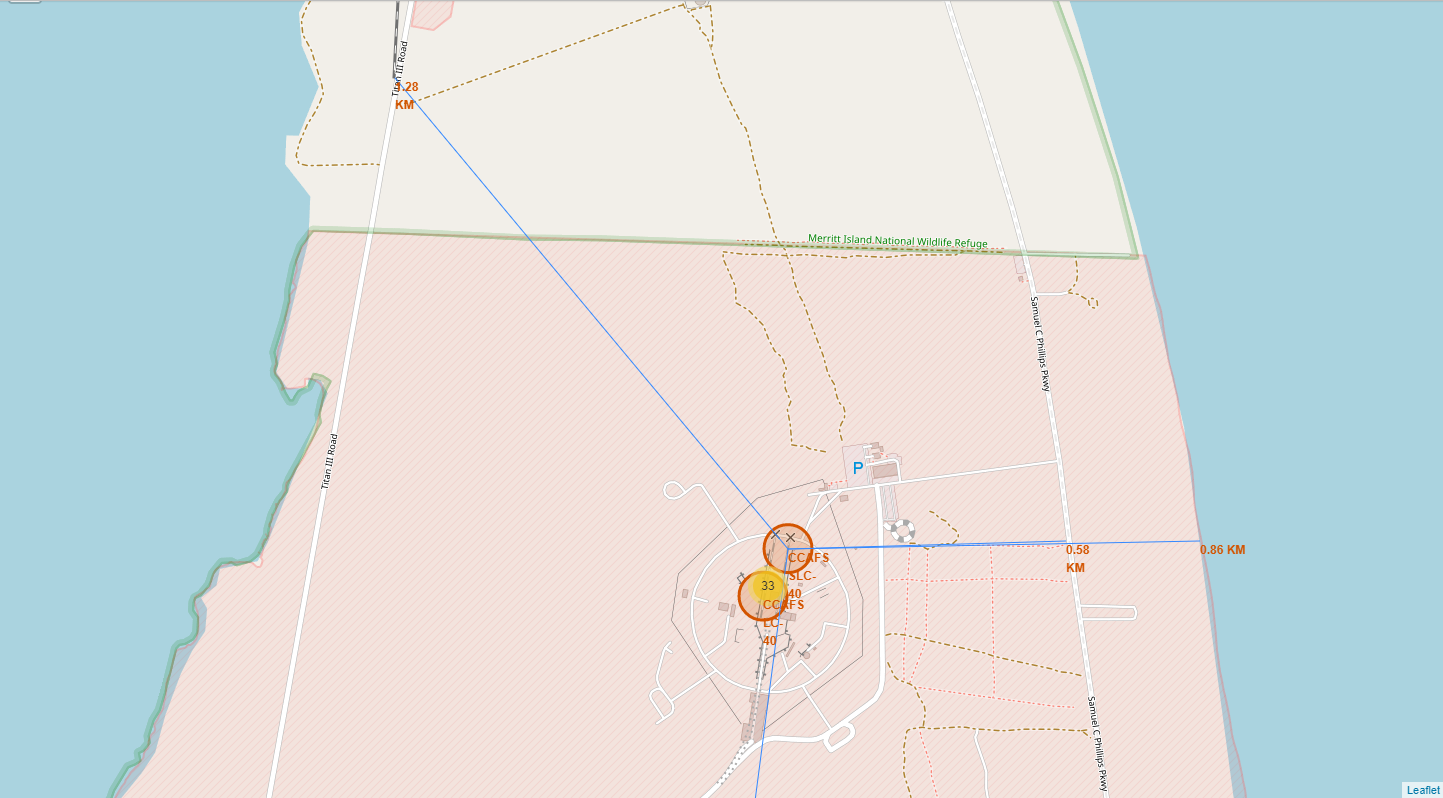 Titan III Road
1.28
KM
Merritt Island National Wildlife Refuge
Samuel C Phillips Pkwy
Titan III Road
P
CCAFS
SLC-
40
33
CCAFS
LC-
40
0.58
KM
0.86 KM
Samuel C Phillips Pkwy
Leaflet